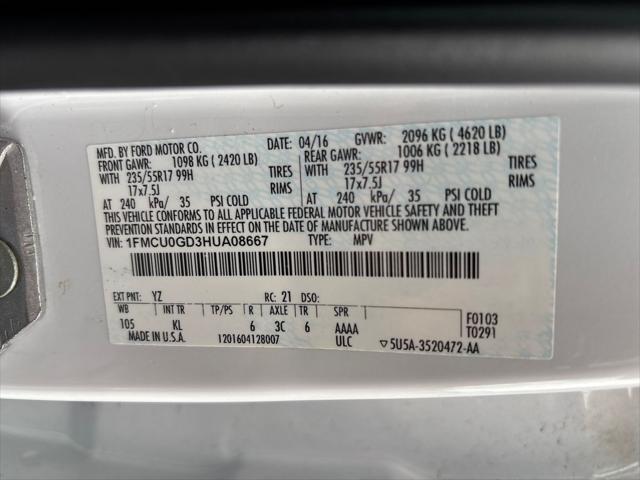 MFD. BY FORD MOTOR CO. DATE: 04/16 GVWR: 2096 KG ( 4620 LB)
FRONT GAWR: 1098 KG ( 2420 LB) REAR GAWR: 1006 KG ( 2218 LB)
WITH 235/55R17 99H TIRES WITH 235/55R17 99H TIRES
17x7.5J RIMS 17x7.5J RIMS
AT 240 kPa/ 35 PSI COLD AT 240 kPa/ 35 PSI COLD
THIS VEHICLE CONFORMS TO ALL APPLICABLE FEDERAL MOTOR VEHICLE SAFETY AND THEFT
PREVENTION STANDARDS IN EFFECT ON THE DATE OF MANUFACTURE SHOWN ABOVE.
VIN: 1FMCU0GD3HUA08667 TYPE: MPV
EXT PNT: YZ RC: 21 DSO:
WB INT TR TP/PS R AXLE TR SPR F0103
105 KL 6 3C 6 AAAA T0291
MADE IN U.S.A. 1201604128007 ULC ▽5U5A-3520472-AA